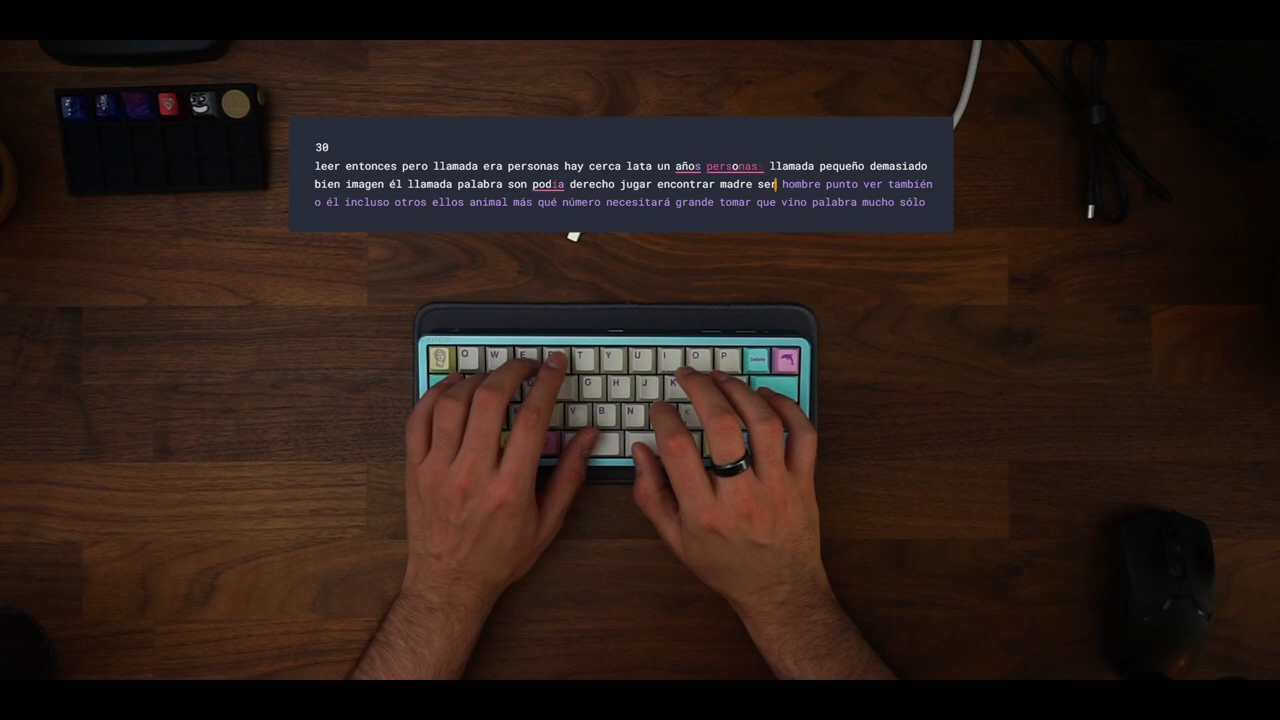 30
leer entonces pero llamada era personas hay cerca lata un años personas llamada pequeño demasiado
bien imagen él llamada palabra son podía derecho jugar encontrar madre ser hombre punto ver también
o él incluso otros ellos animal más qué número necesitará grande tomar que vino palabra mucho sólo
Q W E R T Y U I O P Delete
G H J K
X V B N <